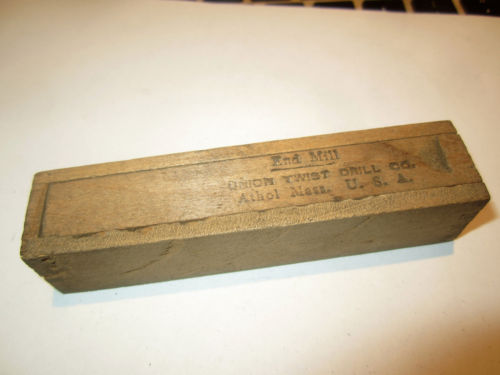 End Mill
UNION TWIST DRILL CO.
Athol Mass. U. S. A.